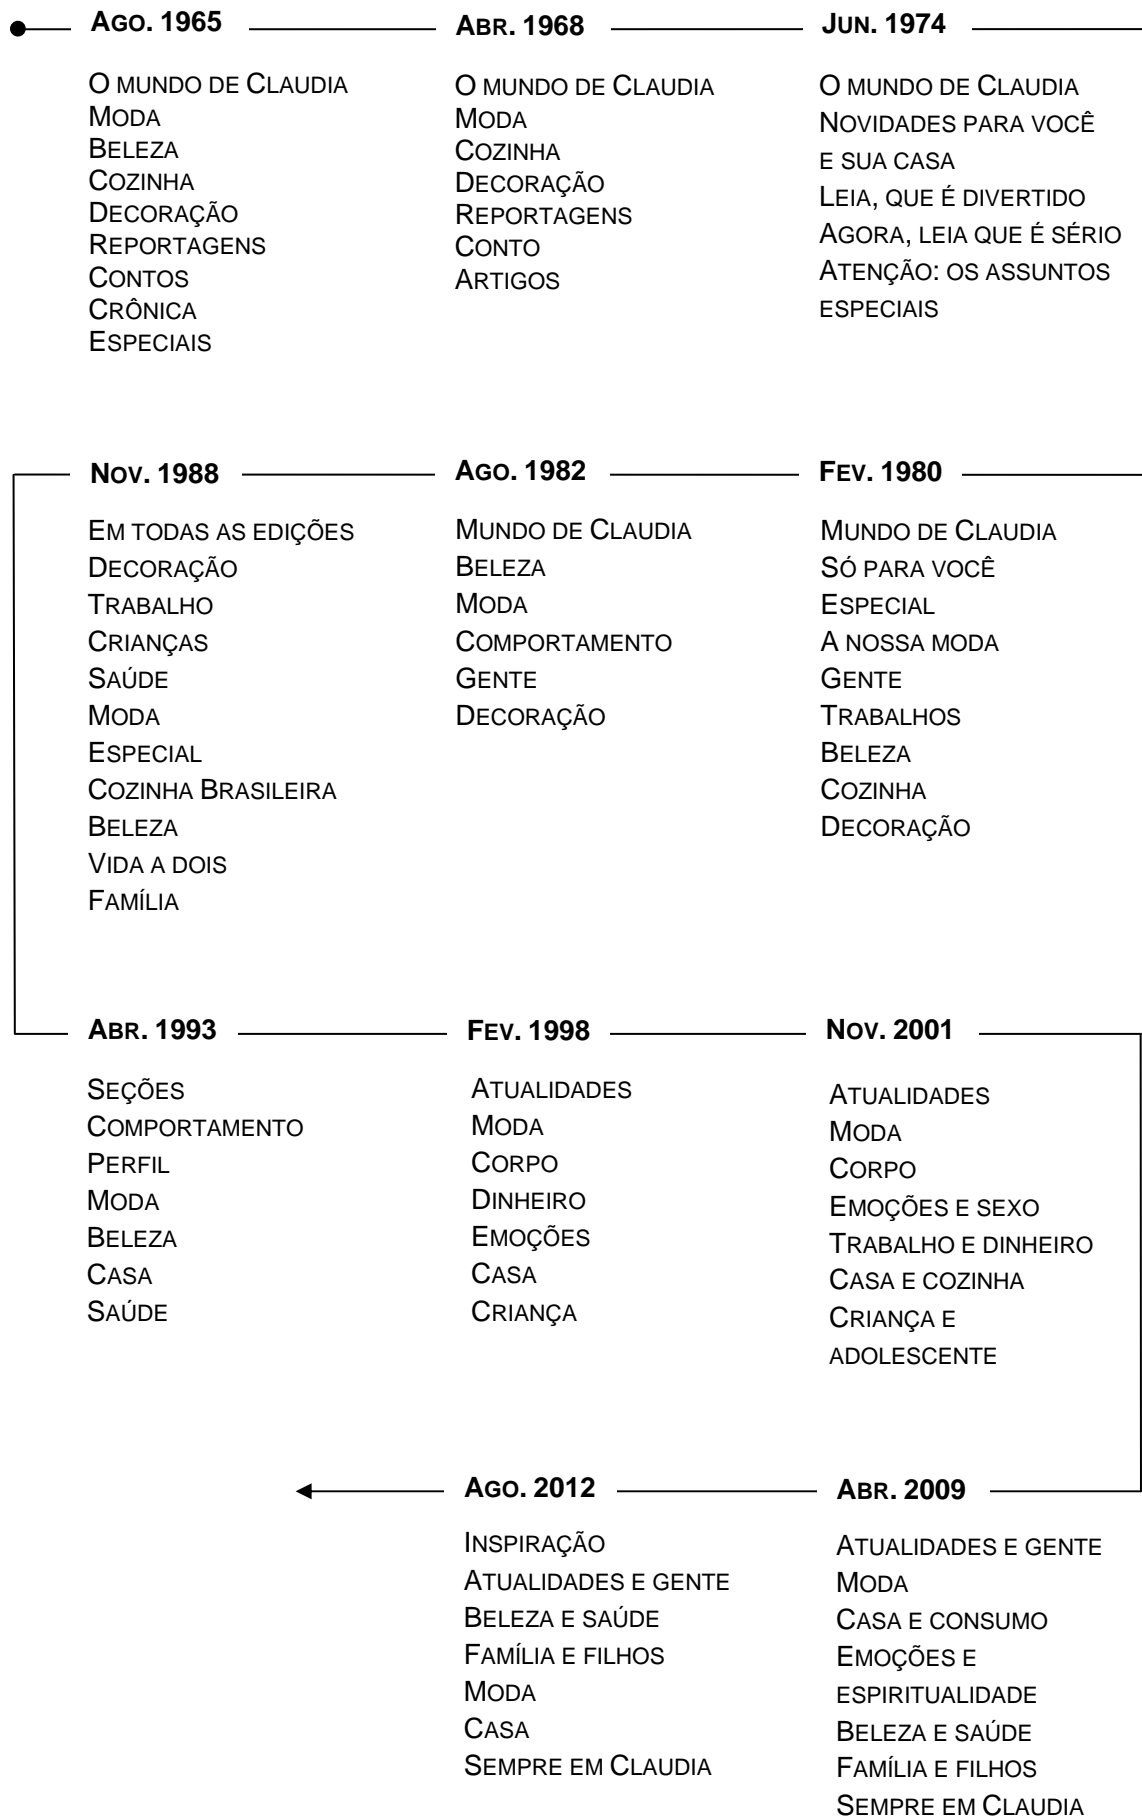 AGO. 1965
O MUNDO DE CLAUDIA
MODA
BELEZA
COZINHA
DECORAÇÃO
REPORTAGENS
CONTOS
CRÔNICA
ESPECIAIS
ABR. 1968
O MUNDO DE CLAUDIA
MODA
COZINHA
DECORAÇÃO
REPORTAGENS
CONTO
ARTIGOS
JUN. 1974
O MUNDO DE CLAUDIA
NOVIDADES PARA VOCÊ
E SUA CASA
LEIA, QUE É DIVERTIDO
AGORA, LEIA QUE É SÉRIO
ATENÇÃO: OS ASSUNTOS
ESPECIAIS
FEV. 1980
MUNDO DE CLAUDIA
SÓ PARA VOCÊ
ESPECIAL
A NOSSA MODA
GENTE
TRABALHOS
BELEZA
COZINHA
DECORAÇÃO
AGO. 1982
MUNDO DE CLAUDIA
BELEZA
MODA
COMPORTAMENTO
GENTE
DECORAÇÃO
NOV. 1988
EM TODAS AS EDIÇÕES
DECORAÇÃO
TRABALHO
CRIANÇAS
SAÚDE
MODA
ESPECIAL
COZINHA BRASILEIRA
BELEZA
VIDA A DOIS
FAMÍLIA
ABR. 1993
SEÇÕES
COMPORTAMENTO
PERFIL
MODA
BELEZA
CASA
SAÚDE
FEV. 1998
ATUALIDADES
MODA
CORPO
DINHEIRO
EMOÇÕES
CASA
CRIANÇA
NOV. 2001
ATUALIDADES
MODA
CORPO
EMOÇÕES E SEXO
TRABALHO E DINHEIRO
CASA E COZINHA
CRIANÇA E
ADOLESCENTE
ABR. 2009
ATUALIDADES E GENTE
MODA
CASA E CONSUMO
EMOÇÕES E
ESPIRITUALIDADE
BELEZA E SAÚDE
FAMÍLIA E FILHOS
SEMPRE EM CLAUDIA
AGO. 2012
INSPIRAÇÃO
ATUALIDADES E GENTE
BELEZA E SAÚDE
FAMÍLIA E FILHOS
MODA
CASA
SEMPRE EM CLAUDIA